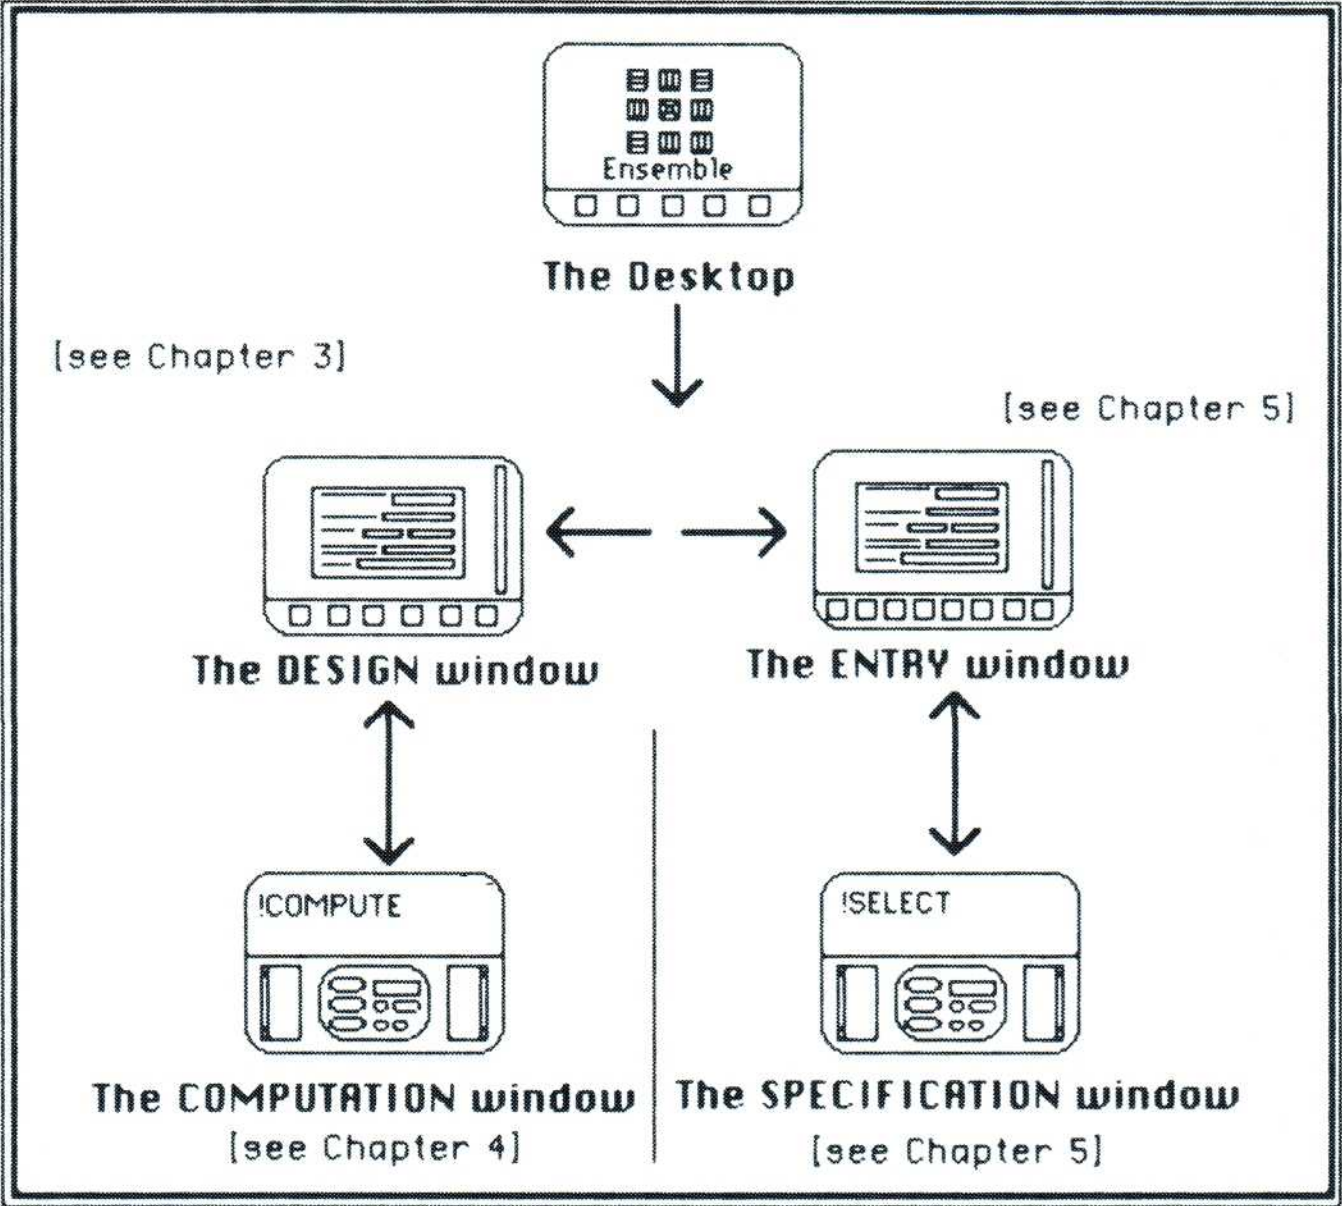 Ensemble
The Desktop
[see Chapter 3]
[see Chapter 5]
The DESIGN window
The ENTRY window
!COMPUTE
!SELECT
The COMPUTATION window
The SPECIFICATION window
[see Chapter 4]
[see Chapter 5]